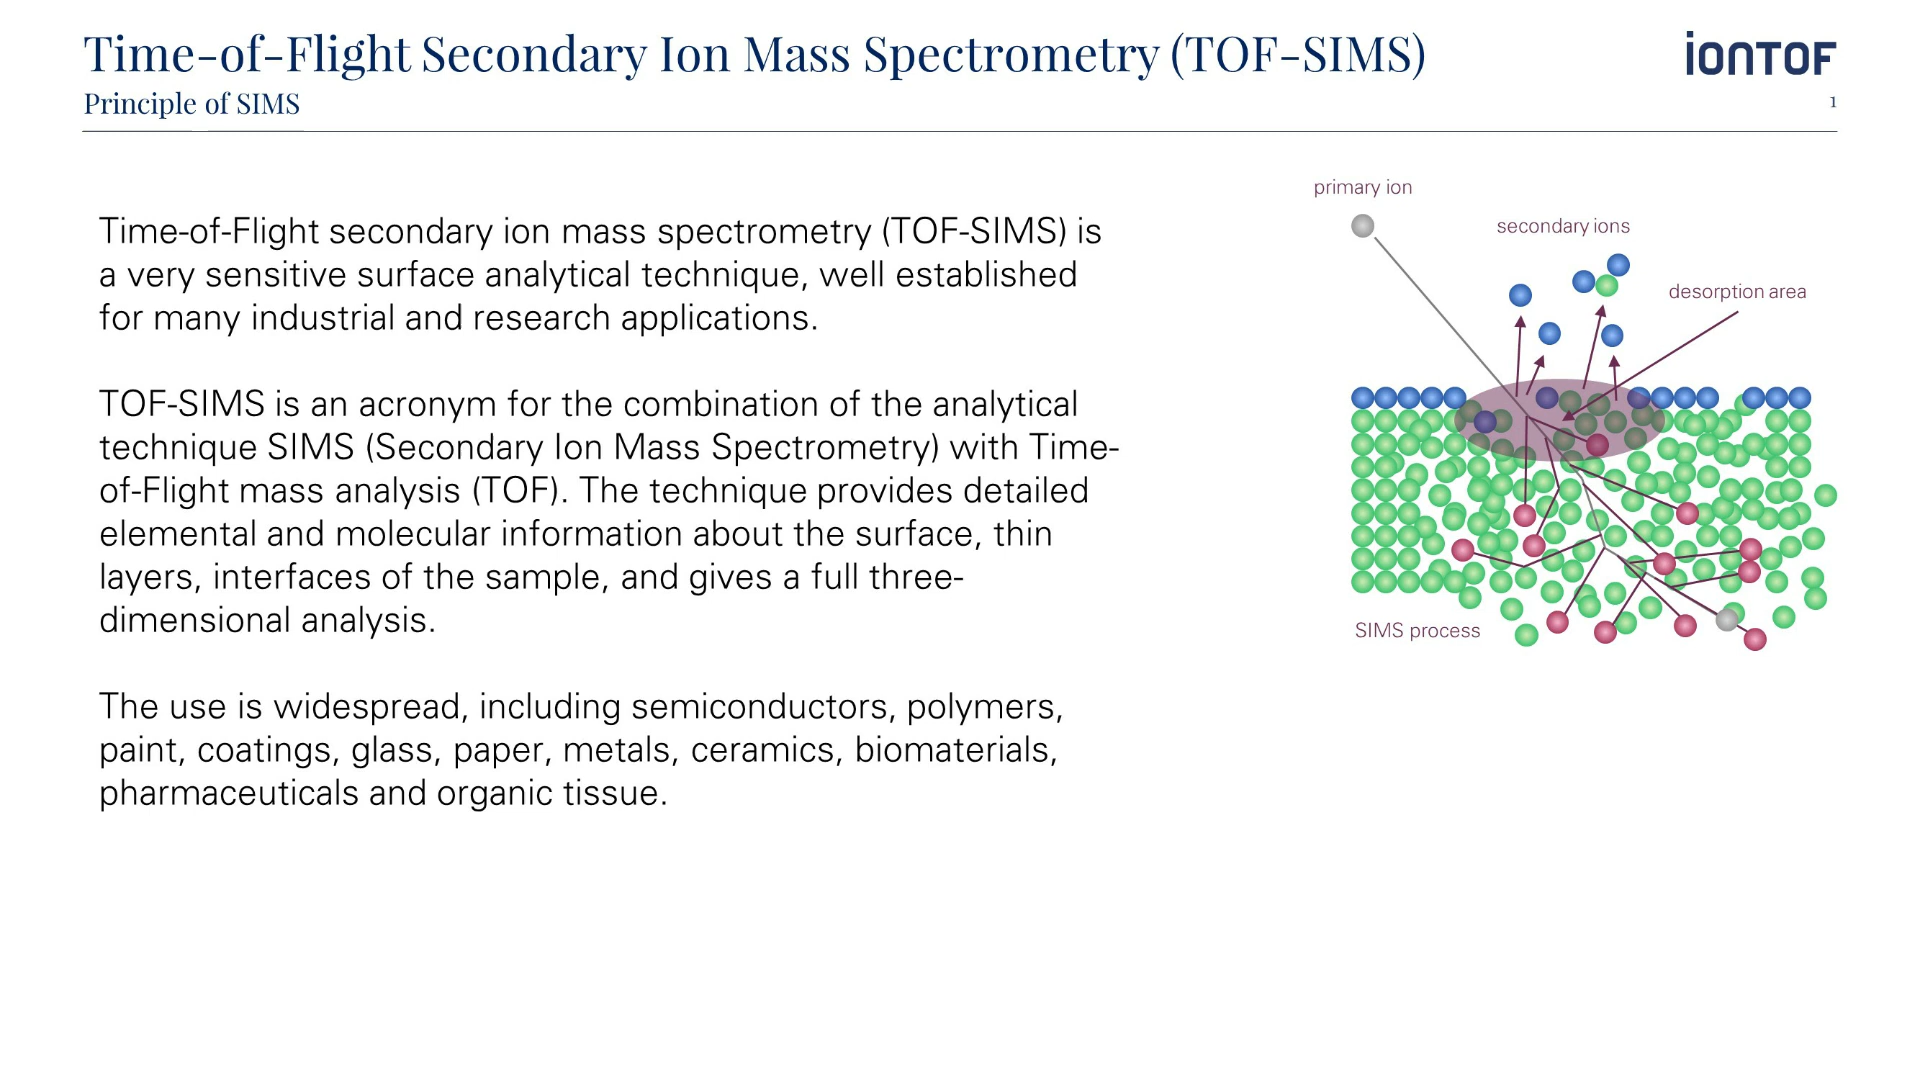 Time-of-Flight Secondary Ion Mass Spectrometry (TOF-SIMS)
iontof
Principle of SIMS
1
Time-of-Flight secondary ion mass spectrometry (TOF-SIMS) is
a very sensitive surface analytical technique, well established
for many industrial and research applications.
TOF-SIMS is an acronym for the combination of the analytical
technique SIMS (Secondary Ion Mass Spectrometry) with Time-
of-Flight mass analysis (TOF). The technique provides detailed
elemental and molecular information about the surface, thin
layers, interfaces of the sample, and gives a full three-
dimensional analysis.
The use is widespread, including semiconductors, polymers,
paint, coatings, glass, paper, metals, ceramics, biomaterials,
pharmaceuticals and organic tissue.
primary ion
secondary ions
desorption area
SIMS process